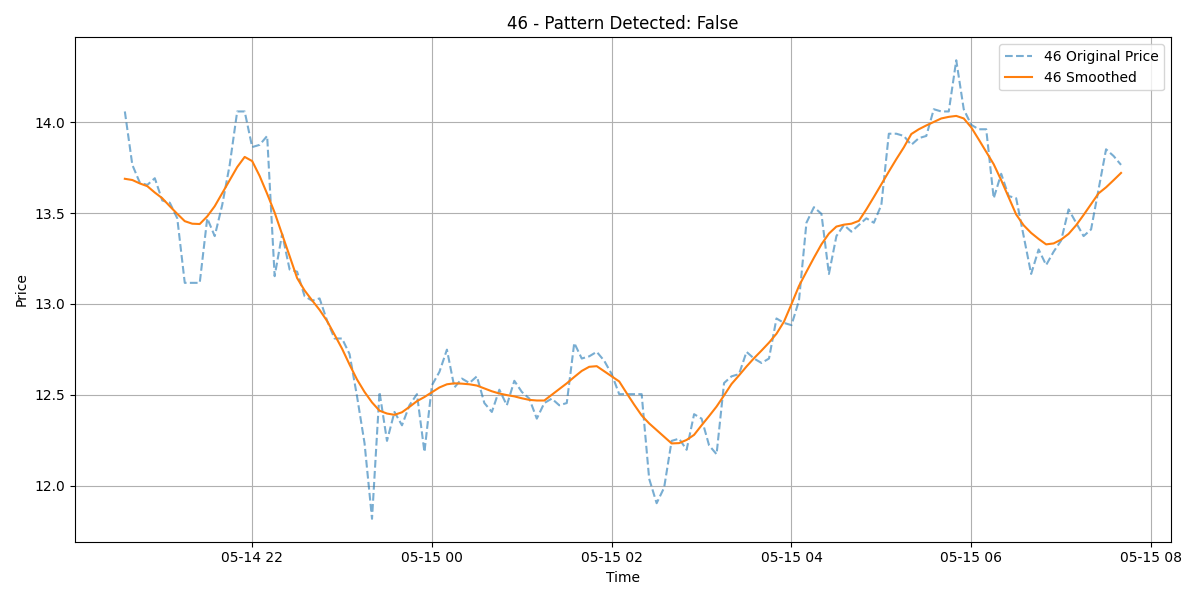 46 - Pattern Detected: False
46 Original Price
46 Smoothed
14.0
13.5
13.0
12.5
12.0
Price
05-14 22
05-15 00
05-15 02
05-15 04
05-15 06
05-15 08
Time